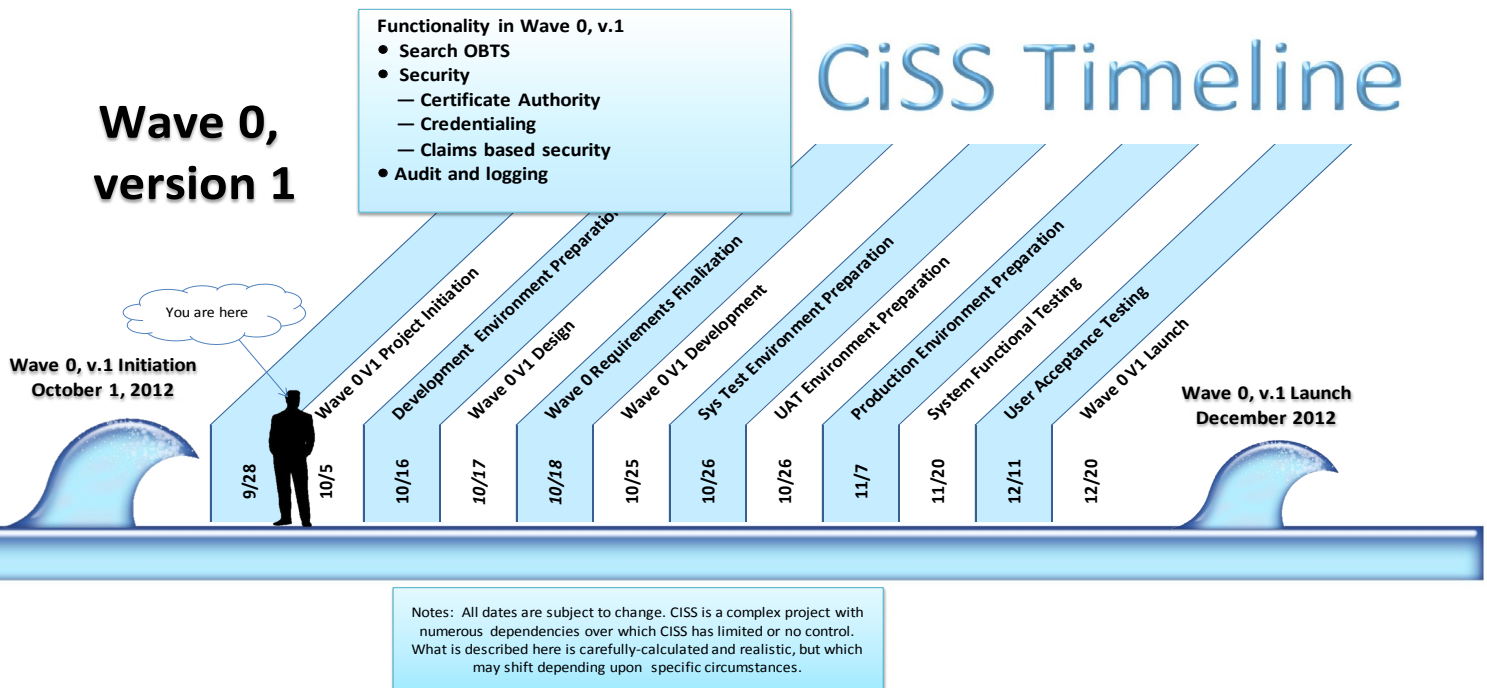 CiSS Timeline
Functionality in Wave 0, v.1
• Search OBTS
• Security
— Certificate Authority
— Credentialing
— Claims based security
• Audit and logging
Wave 0,
version 1
You are here
Wave 0, v.1 Initiation
October 1, 2012
Wave 0 V1 Project Initiation
Development Environment Preparation
Wave 0 V1 Design
Wave 0 Requirements Finalization
Wave 0 V1 Development
Sys Test Environment Preparation
UAT Environment Preparation
Production Environment Preparation
System Functional Testing
User Acceptance Testing
Wave 0 V1 Launch
Wave 0, v.1 Launch
December 2012
9/28
10/5
10/16
10/17
10/18
10/25
10/26
10/26
11/7
11/20
12/11
12/20
Notes: All dates are subject to change. CISS is a complex project with
numerous dependencies over which CISS has limited or no control.
What is described here is carefully-calculated and realistic, but which
may shift depending upon specific circumstances.